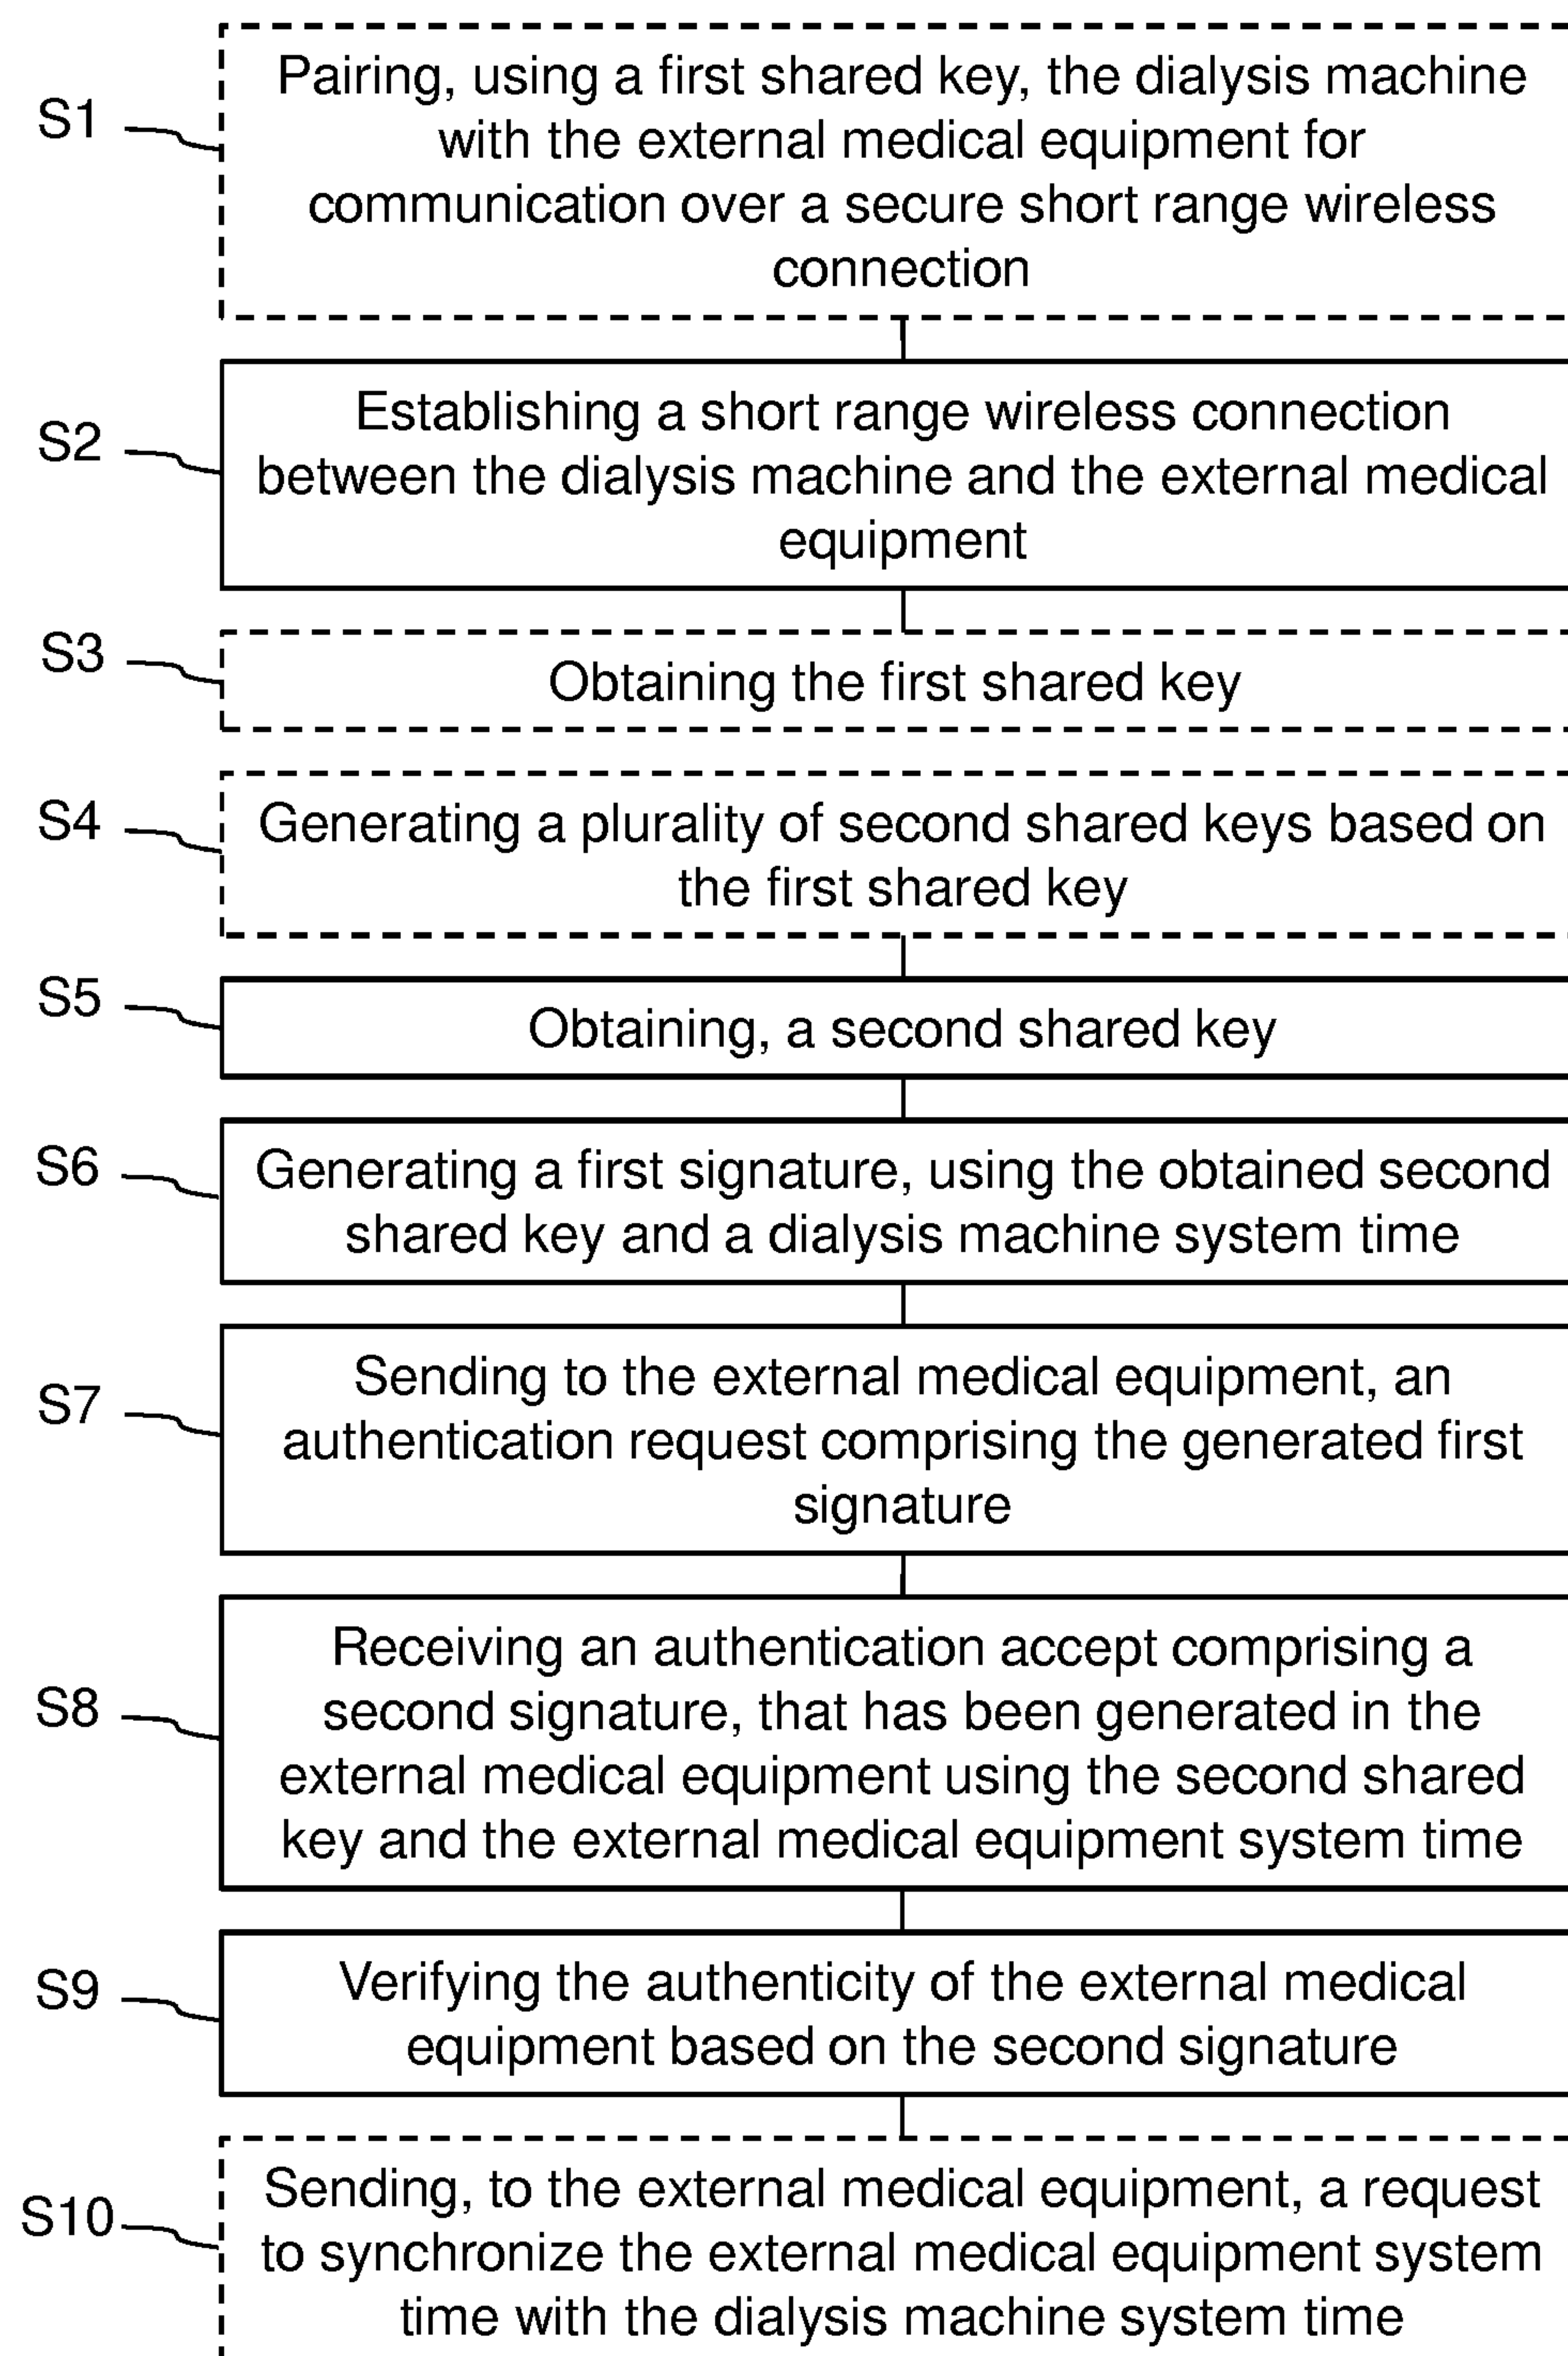 S1
Pairing, using a first shared key, the dialysis machine
with the external medical equipment for
communication over a secure short range wireless
connection
S2
Establishing a short range wireless connection
between the dialysis machine and the external medical
equipment
S3
Obtaining the first shared key
S4
Generating a plurality of second shared keys based on
the first shared key
S5
Obtaining, a second shared key
S6
Generating a first signature, using the obtained second
shared key and a dialysis machine system time
S7
Sending to the external medical equipment, an
authentication request comprising the generated first
signature
S8
Receiving an authentication accept comprising a
second signature, that has been generated in the
external medical equipment using the second shared
key and the external medical equipment system time
S9
Verifying the authenticity of the external medical
equipment based on the second signature
S10
Sending, to the external medical equipment, a request
to synchronize the external medical equipment system
time with the dialysis machine system time